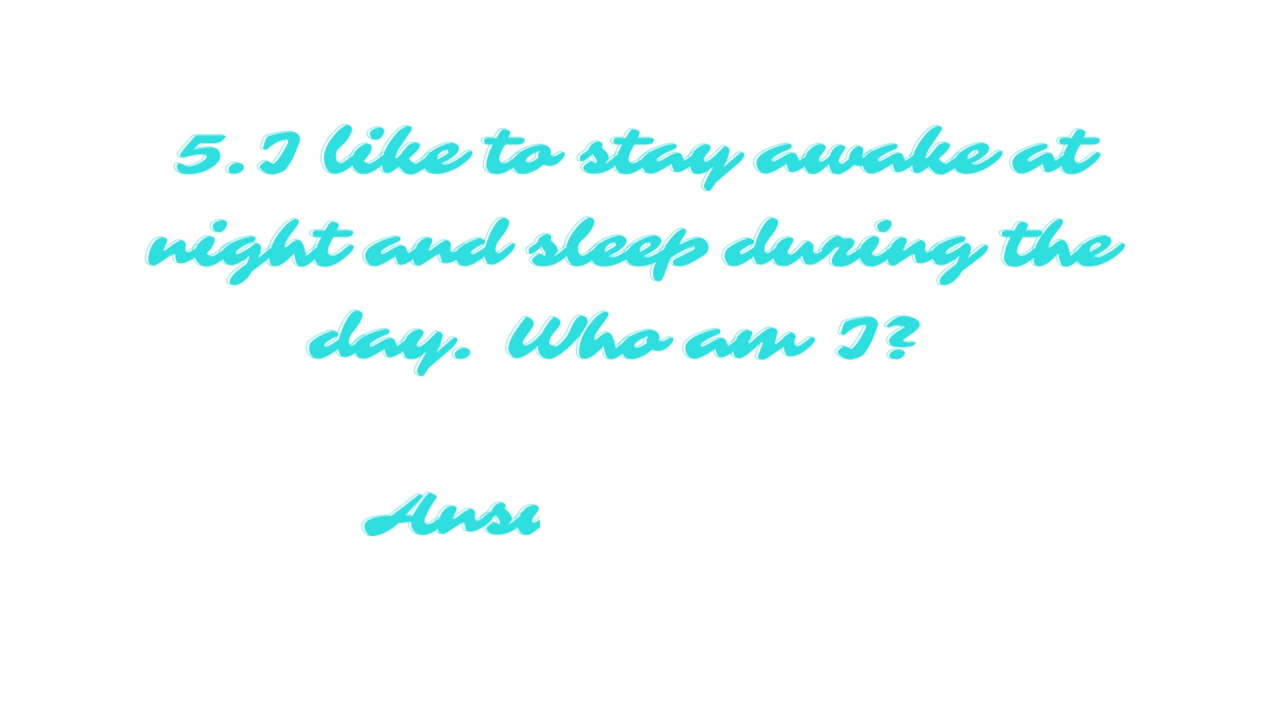 5. I like to stay awake at
night and sleep during the
day. Who am I?
Ans